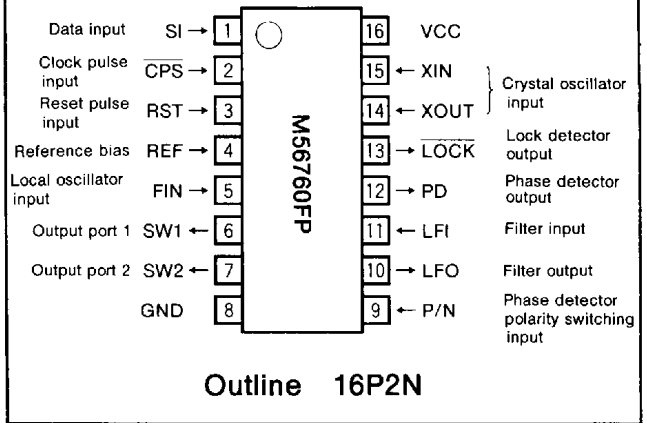 Data input SI → 1
Clock pulse input C̅P̅S̅ → 2
Reset pulse input RST → 3
Reference bias REF → 4
Local oscillator input FIN → 5
Output port 1 SW1 ← 6
Output port 2 SW2 ← 7
GND 8
M56760FP
16 VCC
15 ← XIN
14 ← XOUT
Crystal oscillator input
13 → L̅O̅C̅K̅ Lock detector output
12 → PD Phase detector output
11 ← LFI Filter input
10 → LFO Filter output
9 ← P/N Phase detector polarity switching input
Outline 16P2N